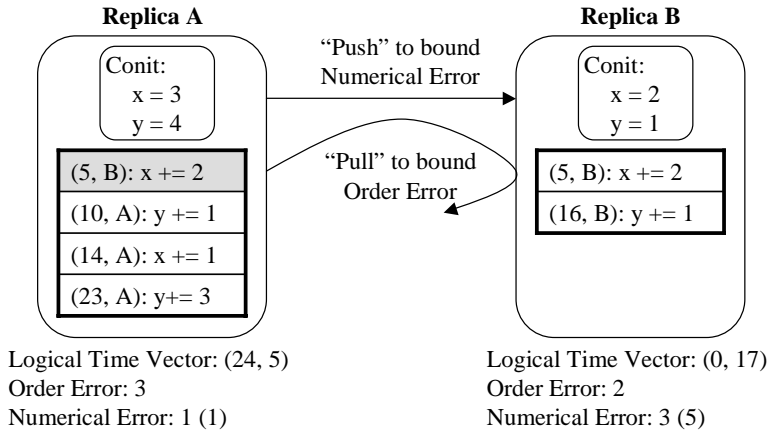 Replica A
Conit:
x = 3
y = 4
(5, B): x += 2
(10, A): y += 1
(14, A): x += 1
(23, A): y+= 3
Logical Time Vector: (24, 5)
Order Error: 3
Numerical Error: 1 (1)
“Push” to bound
Numerical Error
“Pull” to bound
Order Error
Replica B
Conit:
x = 2
y = 1
(5, B): x += 2
(16, B): y += 1
Logical Time Vector: (0, 17)
Order Error: 2
Numerical Error: 3 (5)